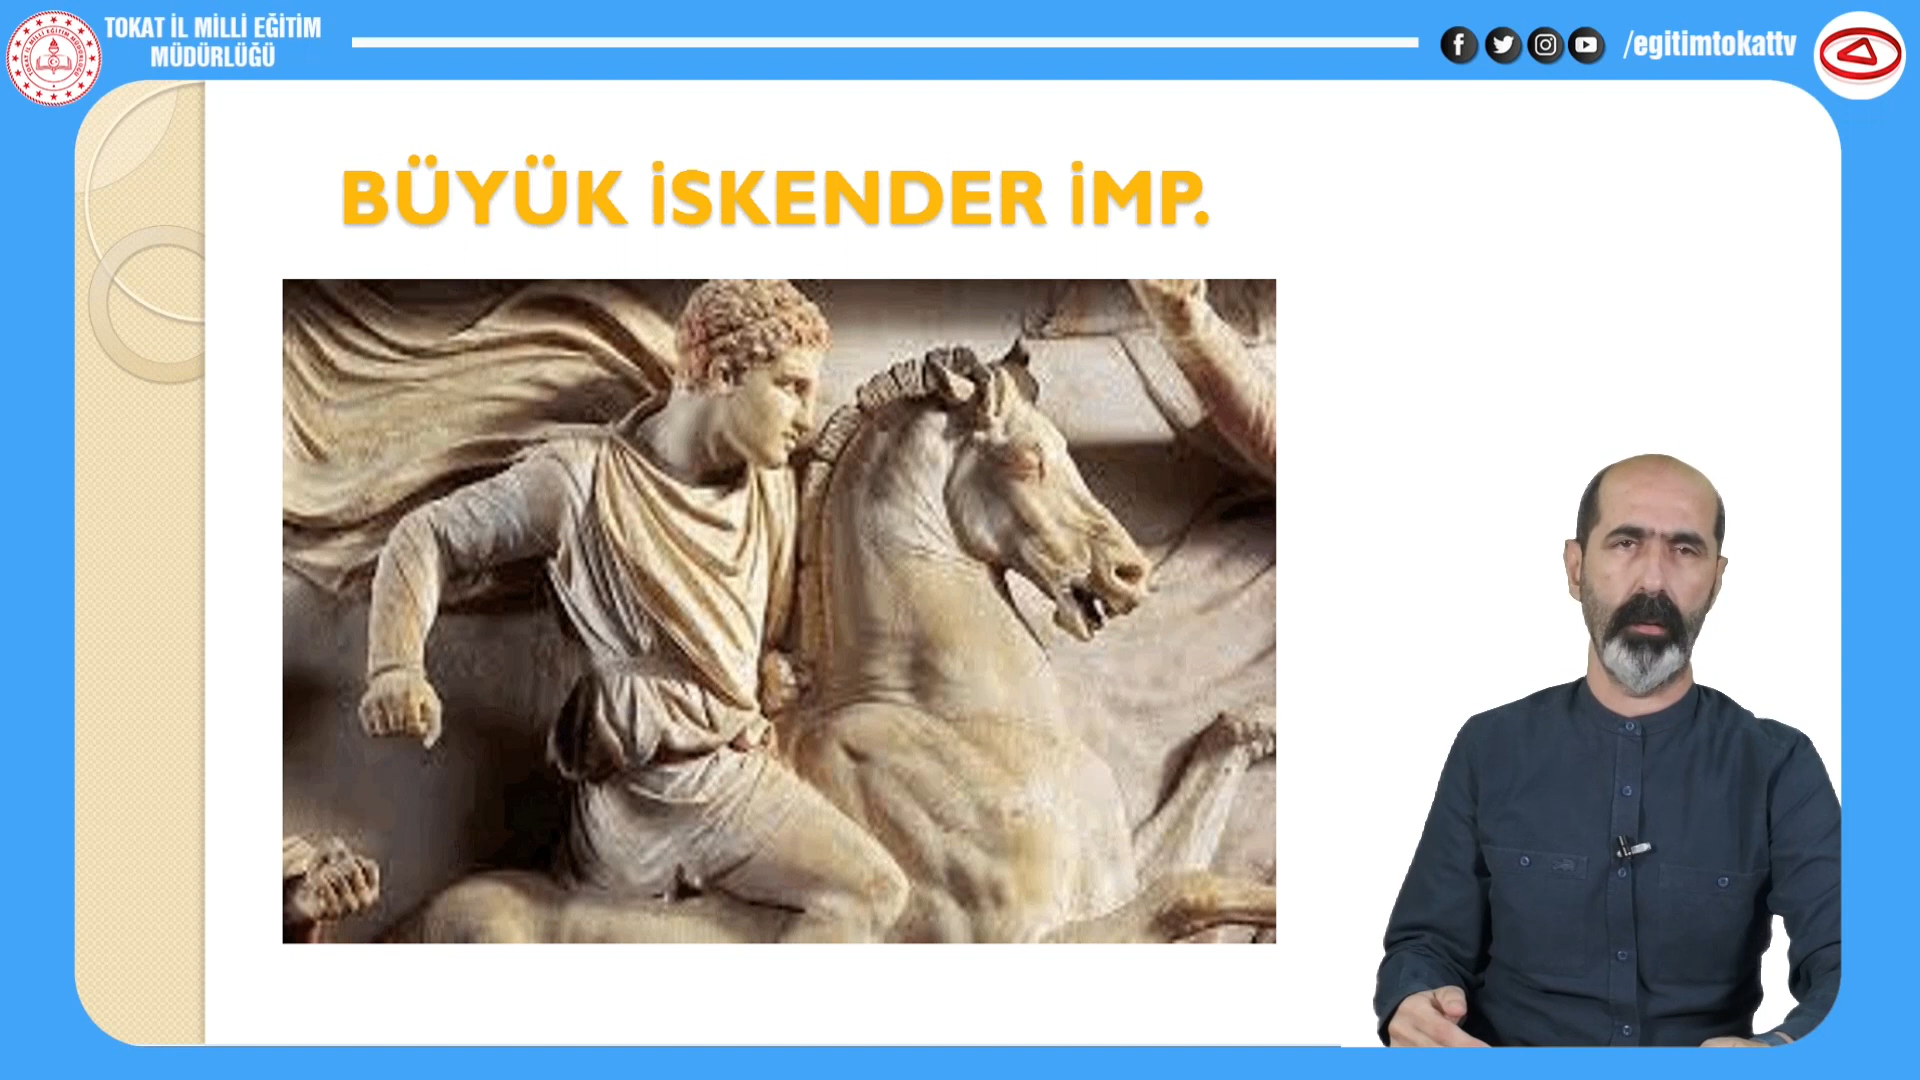 TOKAT İL MİLLİ EĞİTİM
MÜDÜRLÜĞÜ
/egitimtokattv
BÜYÜK İSKENDER İMP.